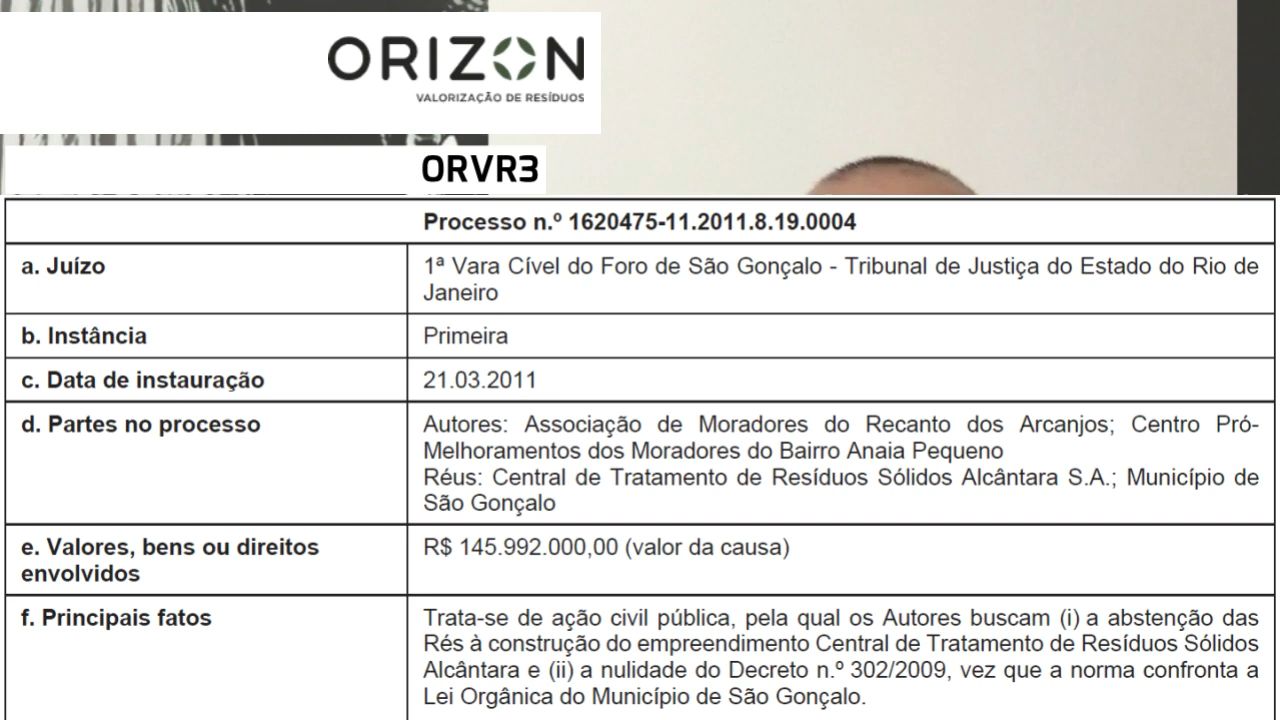 ORIZON
VALORIZAÇÃO DE RESÍDUOS
ORVR3
Processo n.º 1620475-11.2011.8.19.0004
a. Juízo
1ª Vara Cível do Foro de São Gonçalo - Tribunal de Justiça do Estado do Rio de
Janeiro
b. Instância
Primeira
c. Data de instauração
21.03.2011
d. Partes no processo
Autores: Associação de Moradores do Recanto dos Arcanjos; Centro Pró-
Melhoramentos dos Moradores do Bairro Anaia Pequeno
Réus: Central de Tratamento de Resíduos Sólidos Alcântara S.A.; Município de
São Gonçalo
e. Valores, bens ou direitos
envolvidos
R$ 145.992.000,00 (valor da causa)
f. Principais fatos
Trata-se de ação civil pública, pela qual os Autores buscam (i) a abstenção das
Rés à construção do empreendimento Central de Tratamento de Resíduos Sólidos
Alcântara e (ii) a nulidade do Decreto n.º 302/2009, vez que a norma confronta a
Lei Orgânica do Município de São Gonçalo.